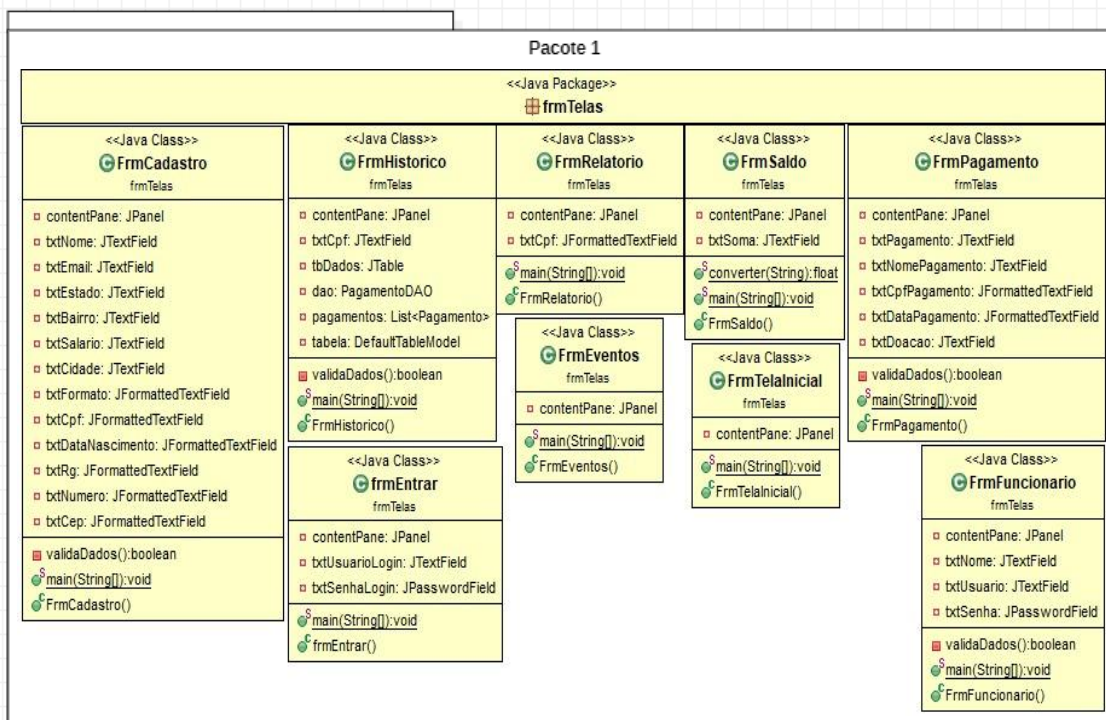 Pacote 1
<<Java Package>>
frmTelas
<<Java Class>>
FrmCadastro
frmTelas
contentPane: JPanel
txtNome: JTextField
txtEmail: JTextField
txtEstado: JTextField
txtBairro: JTextField
txtSalario: JTextField
txtCidade: JTextField
txtFormato: JFormattedTextField
txtCpf: JFormattedTextField
txtDataNascimento: JFormattedTextField
txtRg: JFormattedTextField
txtNumero: JFormattedTextField
txtCep: JFormattedTextField
validaDados():boolean
main(String[]):void
FrmCadastro()
<<Java Class>>
FrmHistorico
frmTelas
contentPane: JPanel
txtCpf: JTextField
tbDados: JTable
dao: PagamentoDAO
pagamentos: List<Pagamento>
tabela: DefaultTableModel
validaDados():boolean
main(String[]):void
FrmHistorico()
<<Java Class>>
frmEntrar
frmTelas
contentPane: JPanel
txtUsuarioLogin: JTextField
txtSenhaLogin: JPasswordField
main(String[]):void
frmEntrar()
<<Java Class>>
FrmRelatorio
frmTelas
contentPane: JPanel
txtCpf: JFormattedTextField
main(String[]):void
FrmRelatorio()
<<Java Class>>
FrmEventos
frmTelas
contentPane: JPanel
main(String[]):void
FrmEventos()
<<Java Class>>
FrmSaldo
frmTelas
contentPane: JPanel
txtSoma: JTextField
converter(String):float
main(String[]):void
FrmSaldo()
<<Java Class>>
FrmTelaInicial
frmTelas
contentPane: JPanel
main(String[]):void
FrmTelaInicial()
<<Java Class>>
FrmPagamento
frmTelas
contentPane: JPanel
txtPagamento: JTextField
txtNomePagamento: JTextField
txtCpfPagamento: JFormattedTextField
txtDataPagamento: JFormattedTextField
txtDoacao: JTextField
validaDados():boolean
main(String[]):void
FrmPagamento()
<<Java Class>>
FrmFuncionario
frmTelas
contentPane: JPanel
txtNome: JTextField
txtUsuario: JTextField
txtSenha: JPasswordField
validaDados():boolean
main(String[]):void
FrmFuncionario()